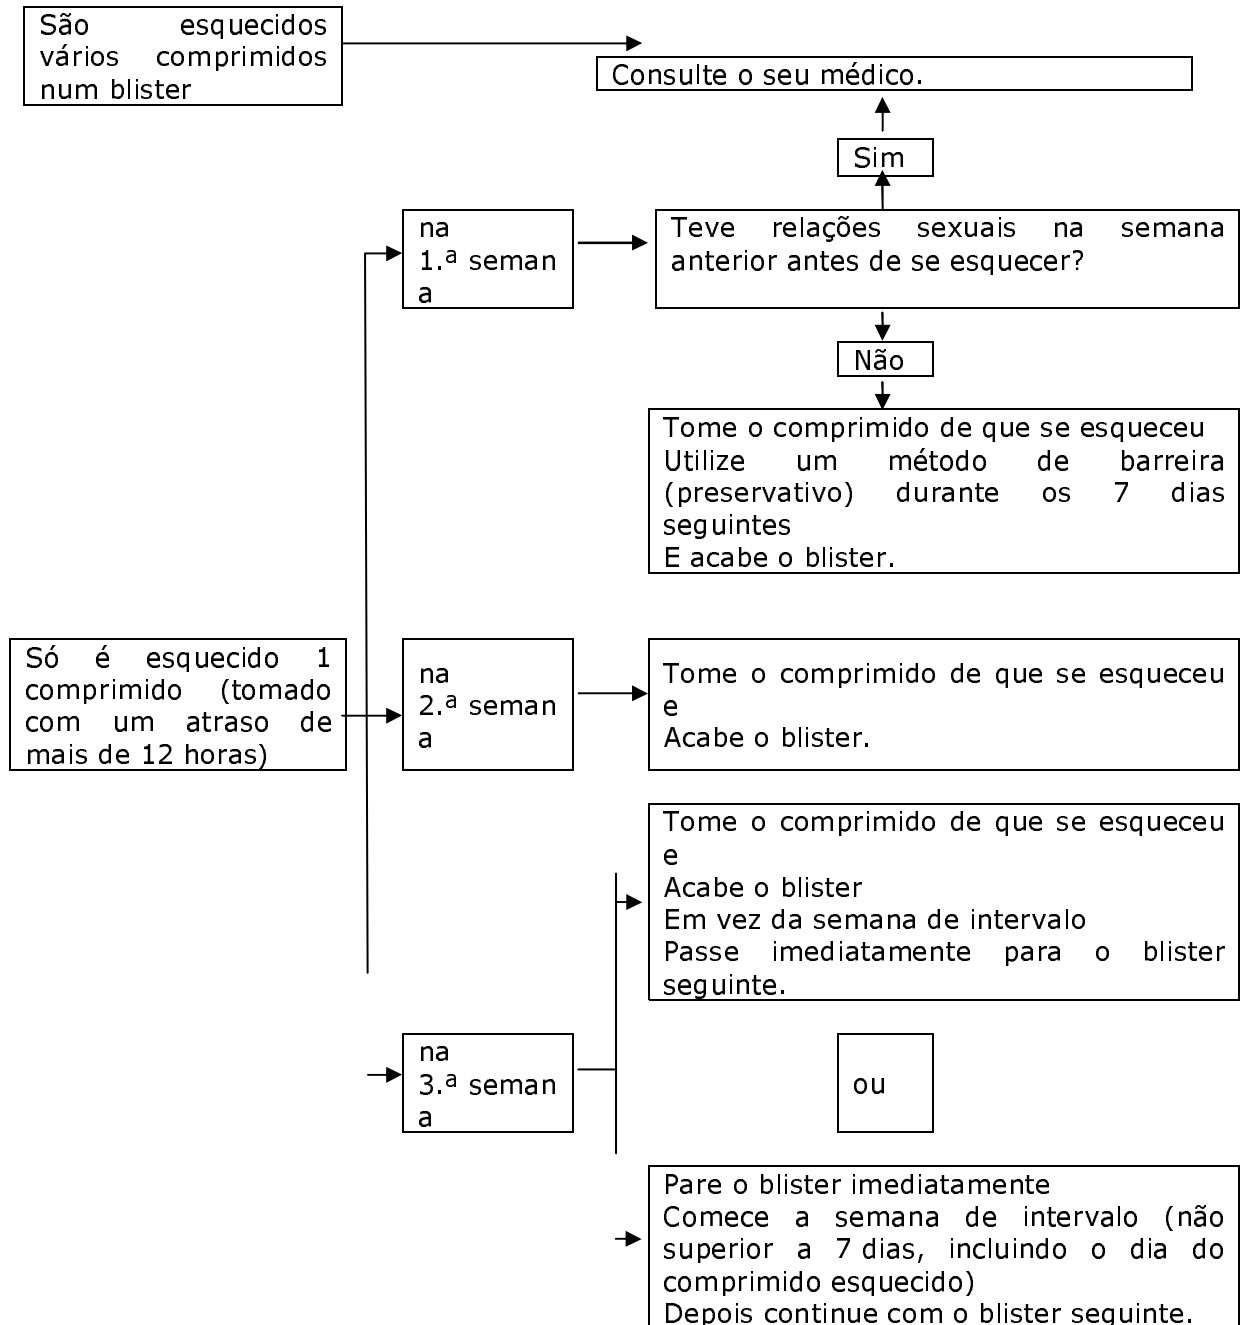 São esquecidos
vários comprimidos
num blister
Consulte o seu médico.
Sim
na
1.ª seman
a
Teve relações sexuais na semana
anterior antes de se esquecer?
Não
Tome o comprimido de que se esqueceu
Utilize um método de barreira
(preservativo) durante os 7 dias
seguintes
E acabe o blister.
Só é esquecido 1
comprimido (tomado
com um atraso de
mais de 12 horas)
na
2.ª seman
a
Tome o comprimido de que se esqueceu
e
Acabe o blister.
Tome o comprimido de que se esqueceu
e
Acabe o blister
Em vez da semana de intervalo
Passe imediatamente para o blister
seguinte.
na
3.ª seman
a
ou
Pare o blister imediatamente
Comece a semana de intervalo (não
superior a 7 dias, incluindo o dia do
comprimido esquecido)
Depois continue com o blister seguinte.